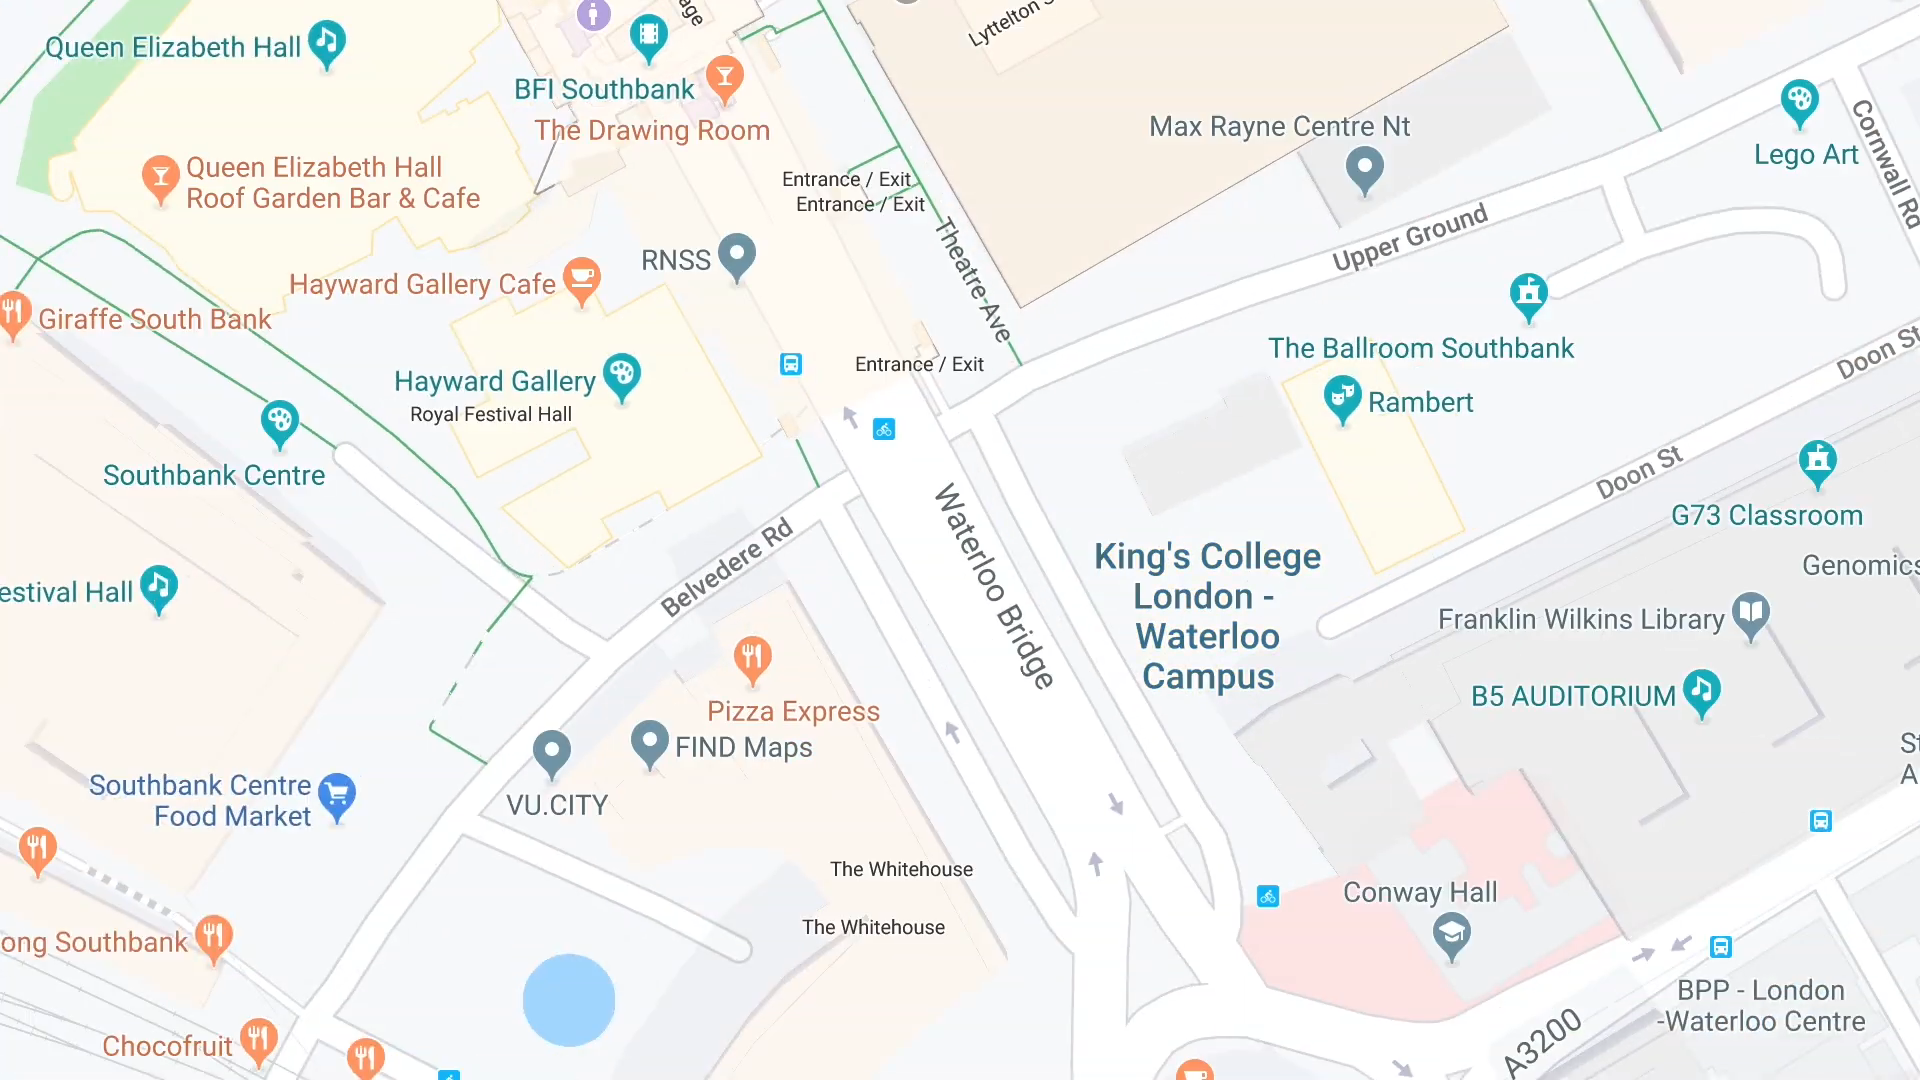 age
Lyttelton
Queen Elizabeth Hall
BFI Southbank
The Drawing Room
Max Rayne Centre Nt
Cornwall Rd
Lego Art
Queen Elizabeth Hall
Roof Garden Bar & Cafe
Entrance / Exit
Entrance / Exit
Theatre Ave
Upper Ground
RNSS
Hayward Gallery Cafe
Giraffe South Bank
Entrance / Exit
The Ballroom Southbank
Doon St
Hayward Gallery
Royal Festival Hall
Rambert
Southbank Centre
Doon St
G73 Classroom
Waterloo Bridge
Belvedere Rd
King's College
London -
Waterloo
Campus
Genomics
estival Hall
Franklin Wilkins Library
B5 AUDITORIUM
Pizza Express
FIND Maps
St
A
Southbank Centre
Food Market
VU.CITY
The Whitehouse
Conway Hall
The Whitehouse
ong Southbank
BPP - London
-Waterloo Centre
Chocofruit
A3200